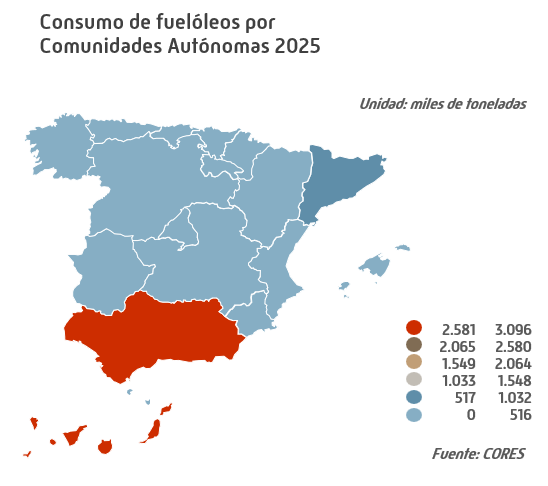 Consumo de fuelóleos por
Comunidades Autónomas 2025
Unidad: miles de toneladas
2.581 3.096
2.065 2.580
1.549 2.064
1.033 1.548
517 1.032
0 516
Fuente: CORES